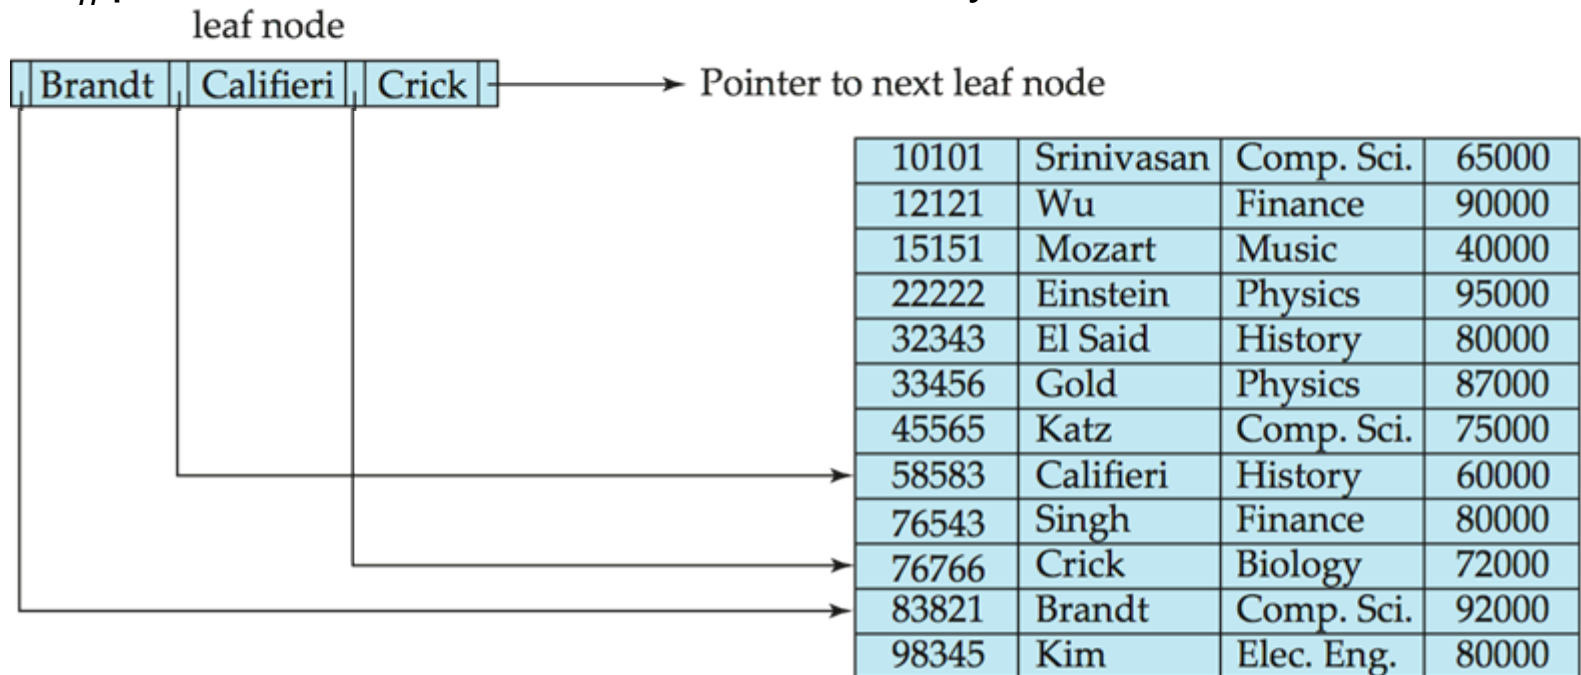 leaf node
Brandt Califieri Crick Pointer to next leaf node
10101 Srinivasan Comp. Sci. 65000
12121 Wu Finance 90000
15151 Mozart Music 40000
22222 Einstein Physics 95000
32343 El Said History 80000
33456 Gold Physics 87000
45565 Katz Comp. Sci. 75000
58583 Califieri History 60000
76543 Singh Finance 80000
76766 Crick Biology 72000
83821 Brandt Comp. Sci. 92000
98345 Kim Elec. Eng. 80000